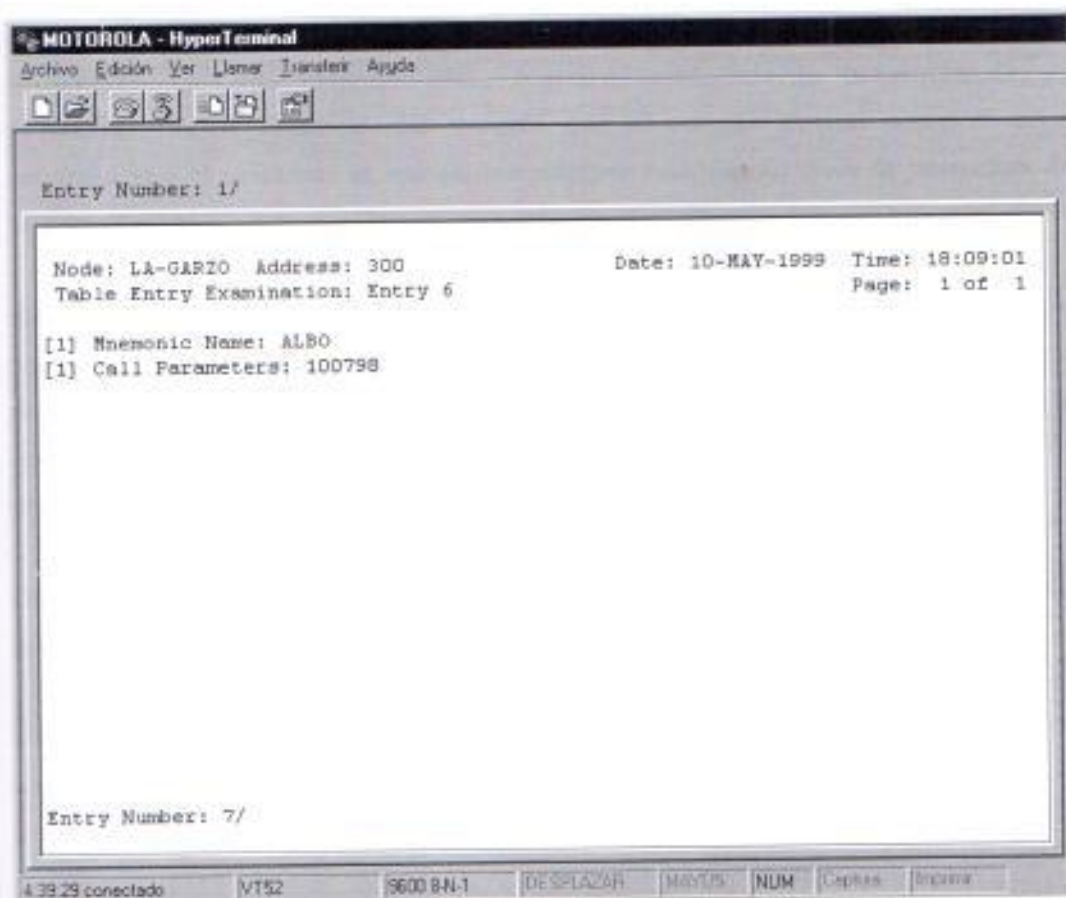 MOTOROLA - HyperTerminal
Archivo Edición Ver Llamar Transferir Ayuda
Entry Number: 1/
Node: LA-GARZO Address: 300 Date: 10-MAY-1999 Time: 18:09:01
Table Entry Examination: Entry 6 Page: 1 of 1
[1] Mnemonic Name: ALBO
[1] Call Parameters: 100798
Entry Number: 7/
4:39:29 conectado VT52 9600 8-N-1 DESPLAZAR MAYÚS NUM Capturar Imprimir